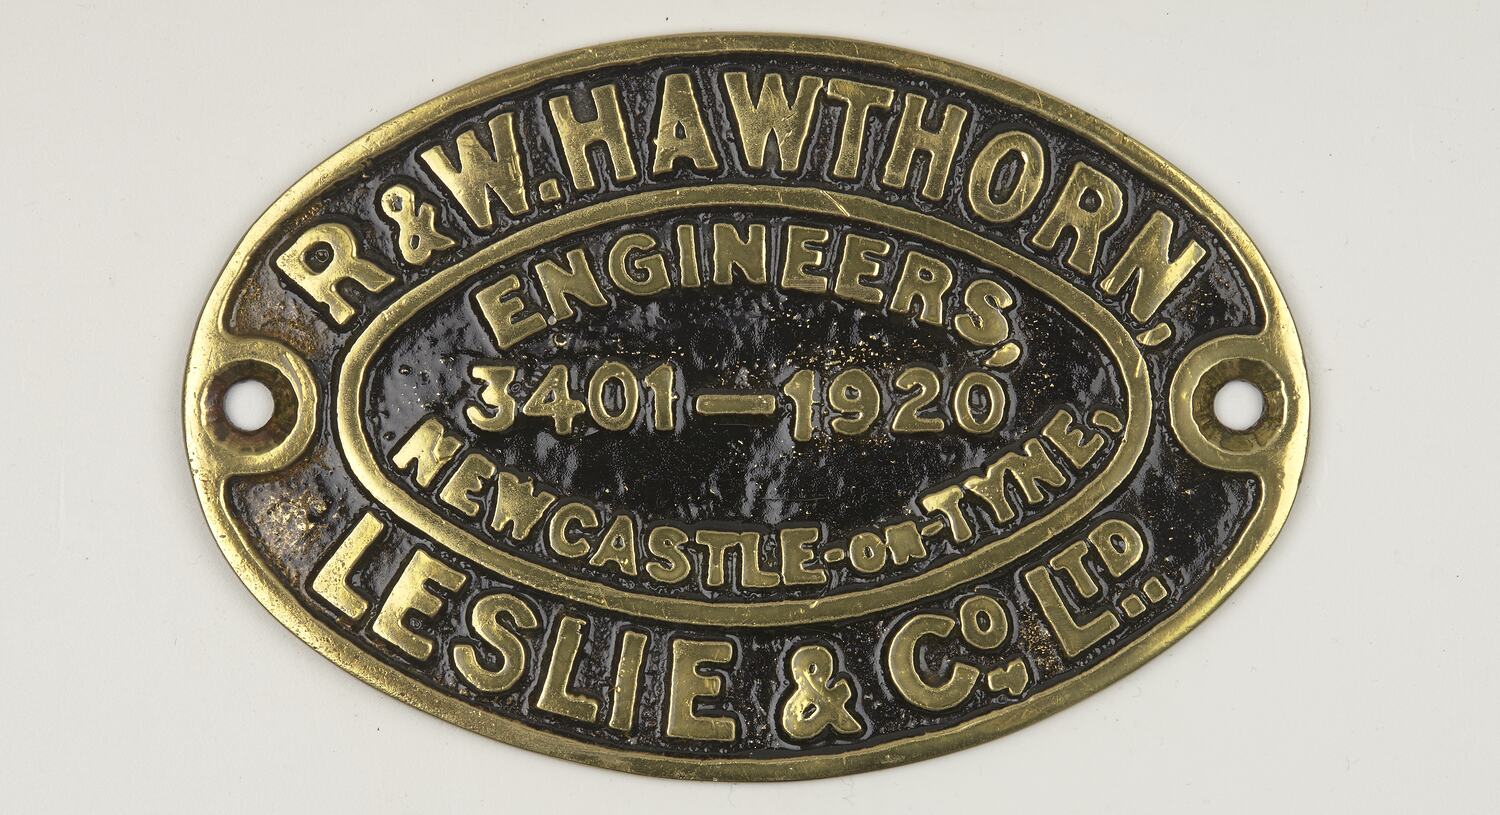 R & W. HAWTHORN,
ENGINEERS,
3401—1920
NEWCASTLE-ON-TYNE,
LESLIE & Co, LTD..